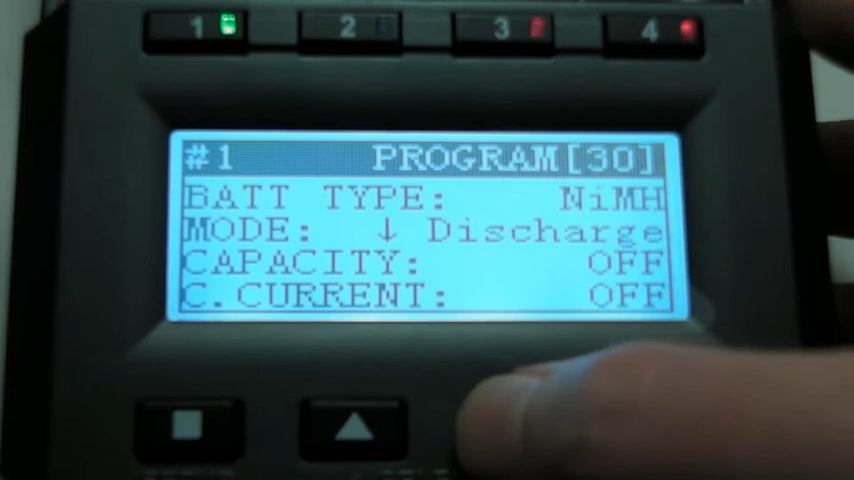 1 2 3 4
#1 PROGRAM[30]
BATT TYPE: NiMH
MODE: ↓ Discharge
CAPACITY: OFF
C.CURRENT: OFF